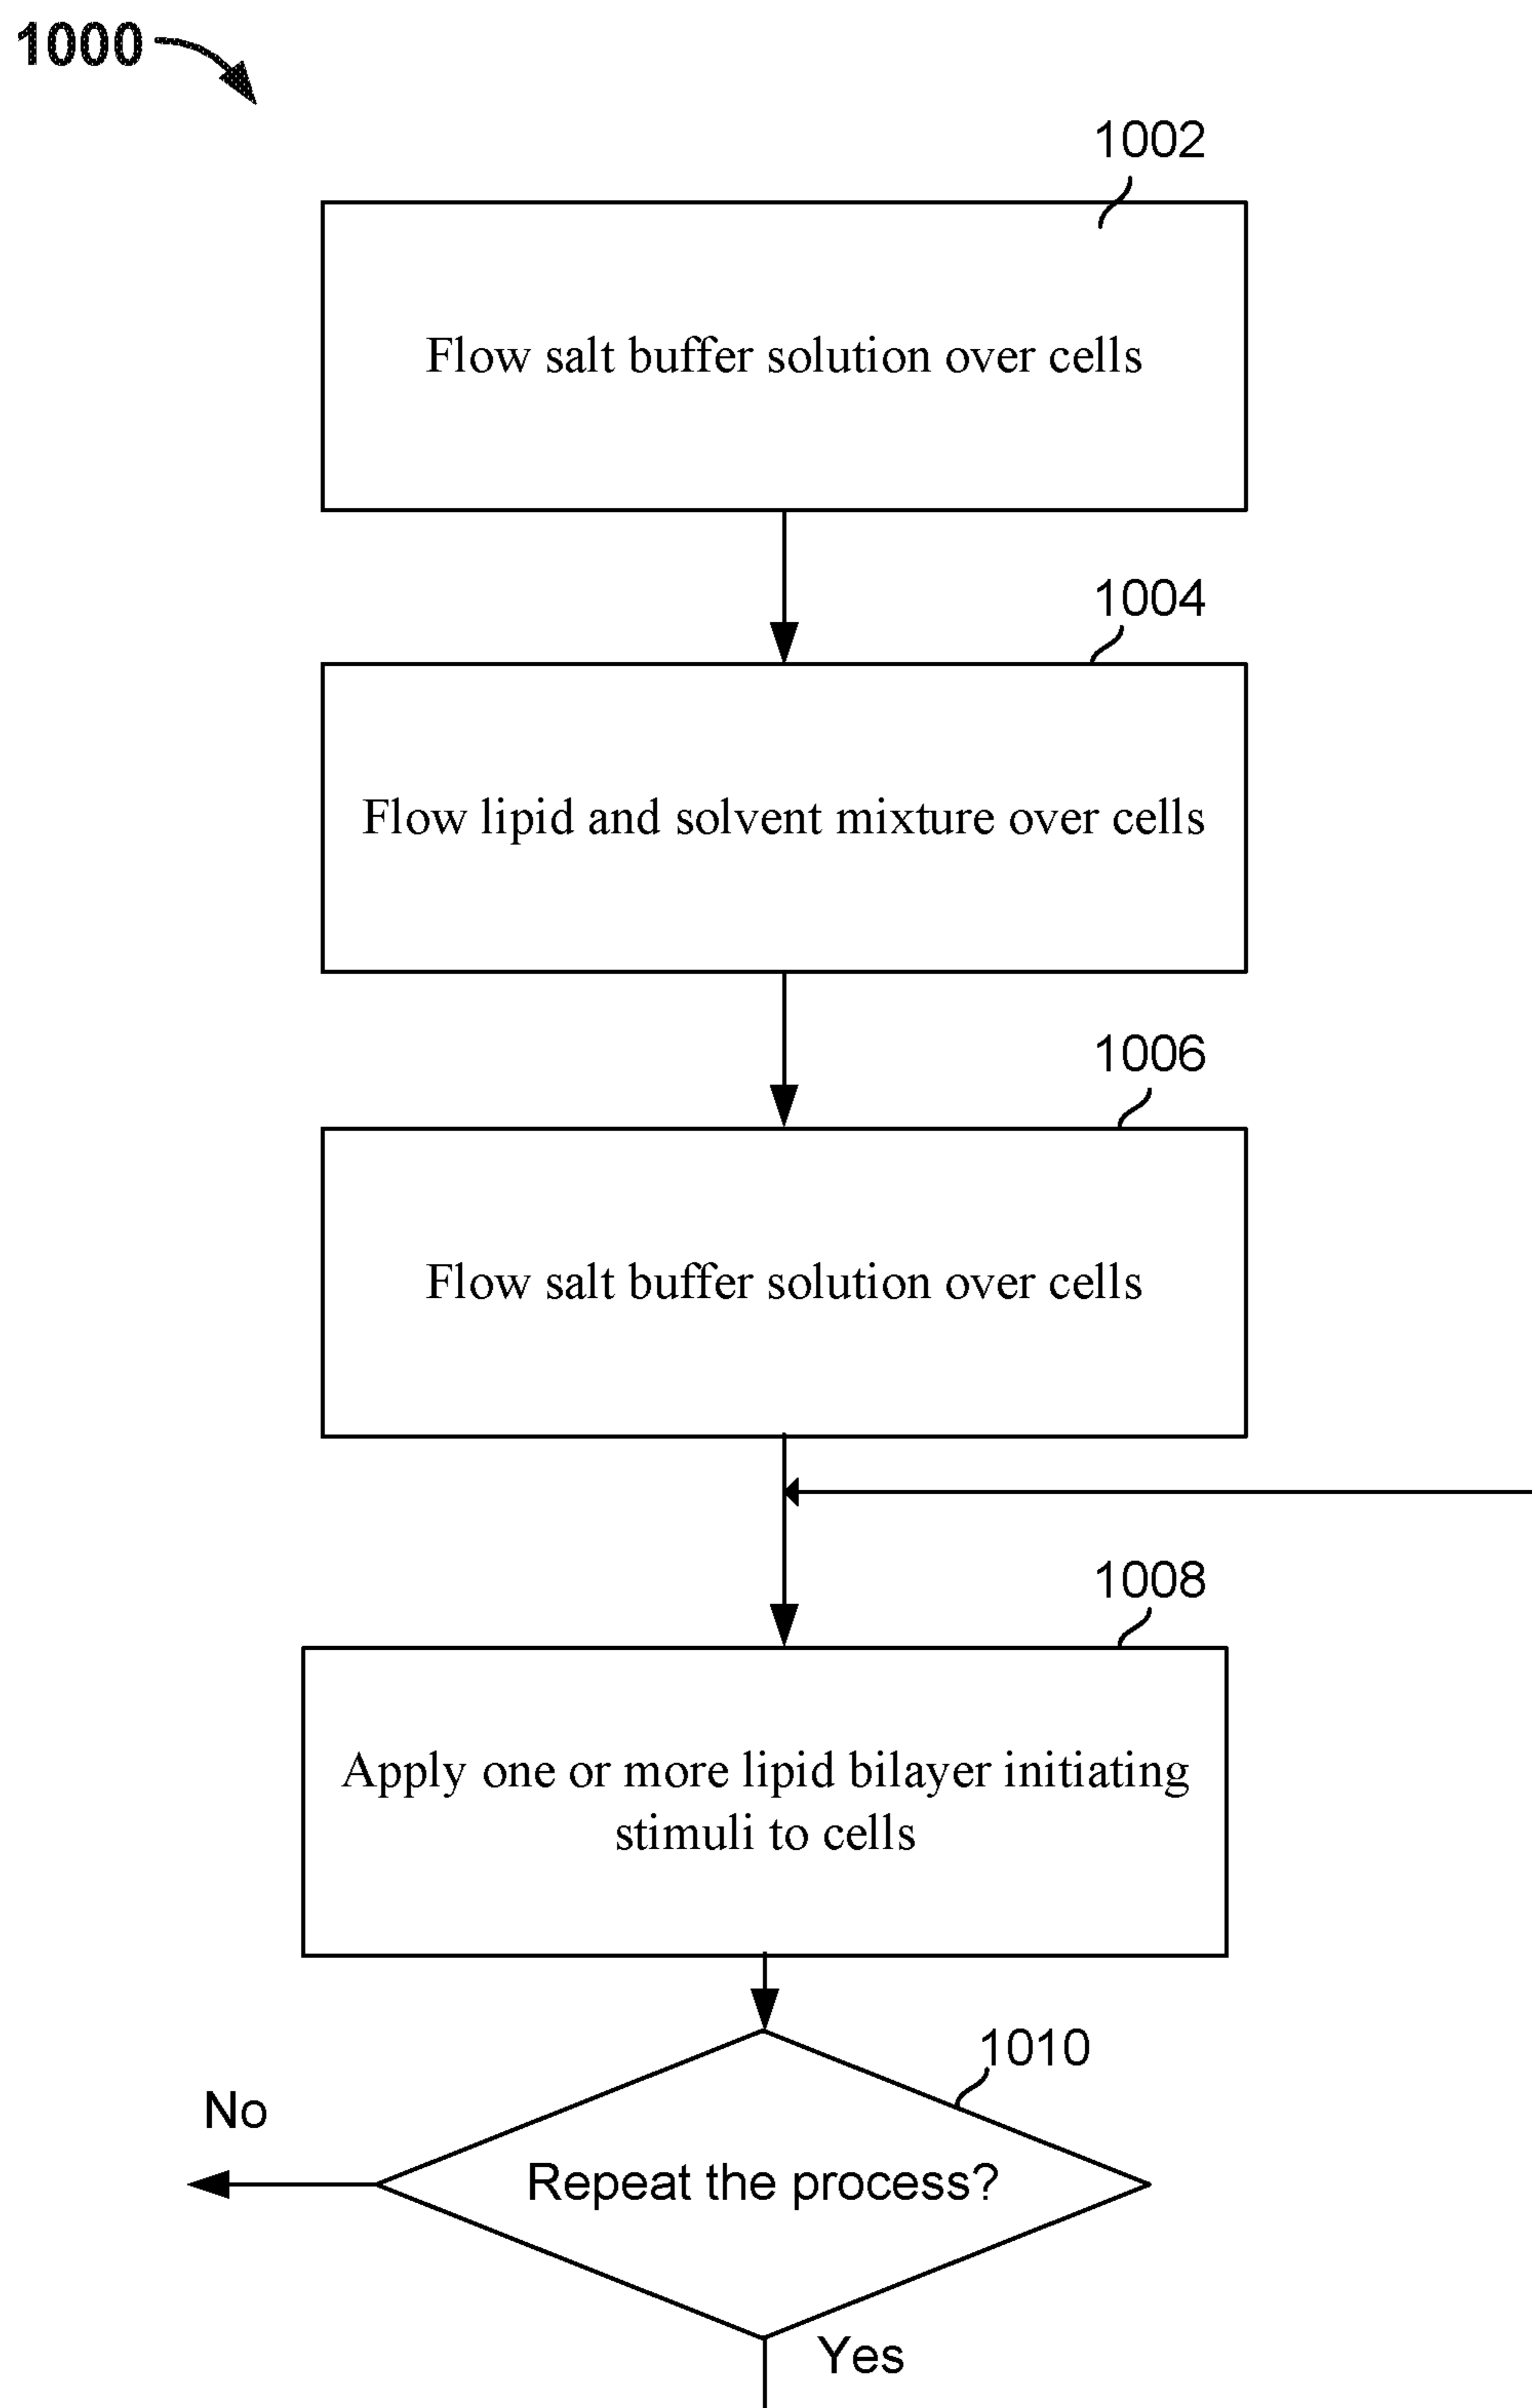 1000
1002
Flow salt buffer solution over cells
1004
Flow lipid and solvent mixture over cells
1006
Flow salt buffer solution over cells
1008
Apply one or more lipid bilayer initiating
stimuli to cells
1010
No
Repeat the process?
Yes